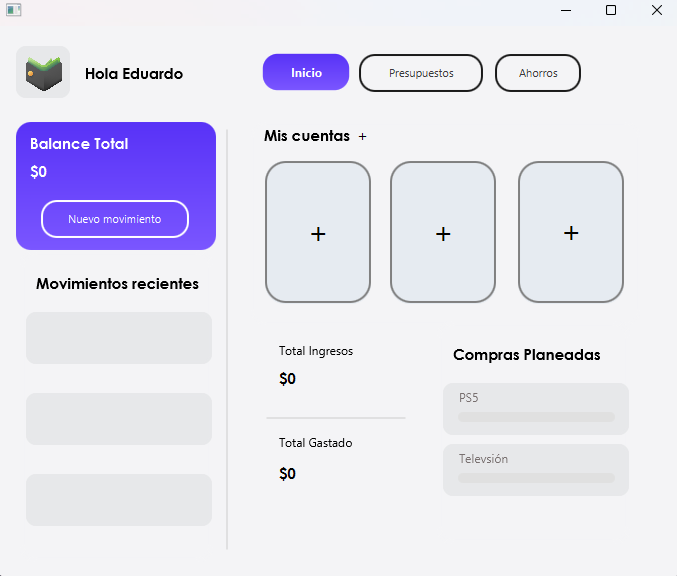 Hola Eduardo
Inicio
Presupuestos
Ahorros
Balance Total
$0
Nuevo movimiento
Movimientos recientes
Mis cuentas +
+
+
+
Total Ingresos
$0
Total Gastado
$0
Compras Planeadas
PS5
Televsión